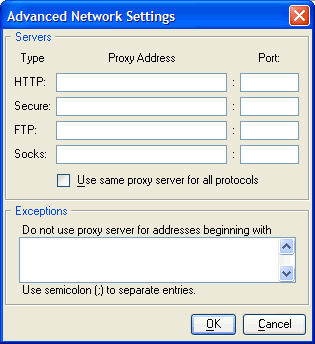 Advanced Network Settings
Servers
Type Proxy Address Port:
HTTP: :
Secure: :
FTP: :
Socks: :
Use same proxy server for all protocols
Exceptions
Do not use proxy server for addresses beginning with
Use semicolon (;) to separate entries.
OK Cancel